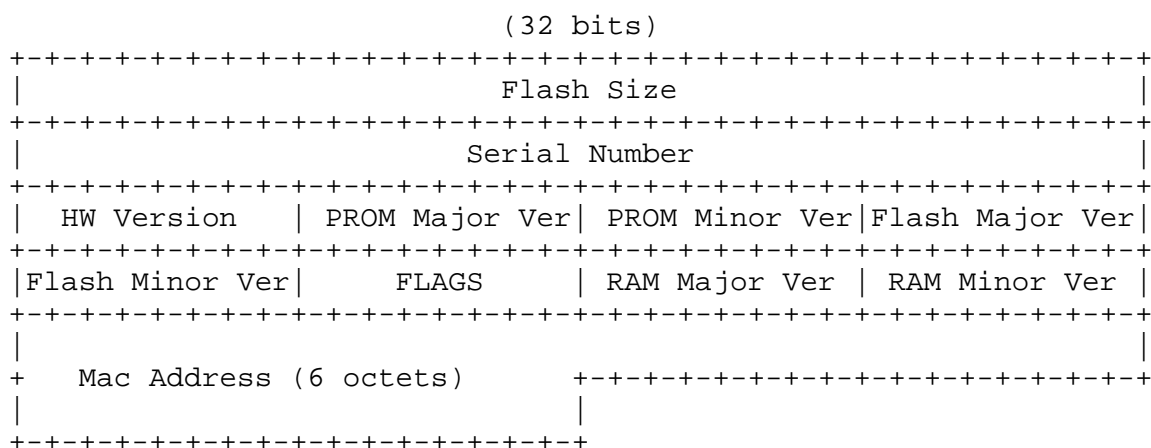 (32 bits)
+-+-+-+-+-+-+-+-+-+-+-+-+-+-+-+-+-+-+-+-+-+-+-+-+-+-+-+-+-+-+-+-+
|                          Flash Size                           |
+-+-+-+-+-+-+-+-+-+-+-+-+-+-+-+-+-+-+-+-+-+-+-+-+-+-+-+-+-+-+-+-+
|                         Serial Number                         |
+-+-+-+-+-+-+-+-+-+-+-+-+-+-+-+-+-+-+-+-+-+-+-+-+-+-+-+-+-+-+-+-+
|  HW Version   | PROM Major Ver| PROM Minor Ver|Flash Major Ver|
+-+-+-+-+-+-+-+-+-+-+-+-+-+-+-+-+-+-+-+-+-+-+-+-+-+-+-+-+-+-+-+-+
|Flash Minor Ver|     FLAGS     | RAM Major Ver | RAM Minor Ver |
+-+-+-+-+-+-+-+-+-+-+-+-+-+-+-+-+-+-+-+-+-+-+-+-+-+-+-+-+-+-+-+-+
|                                                               |
+   Mac Address (6 octets)      +-+-+-+-+-+-+-+-+-+-+-+-+-+-+-+-+
|                               |
+-+-+-+-+-+-+-+-+-+-+-+-+-+-+-+-+